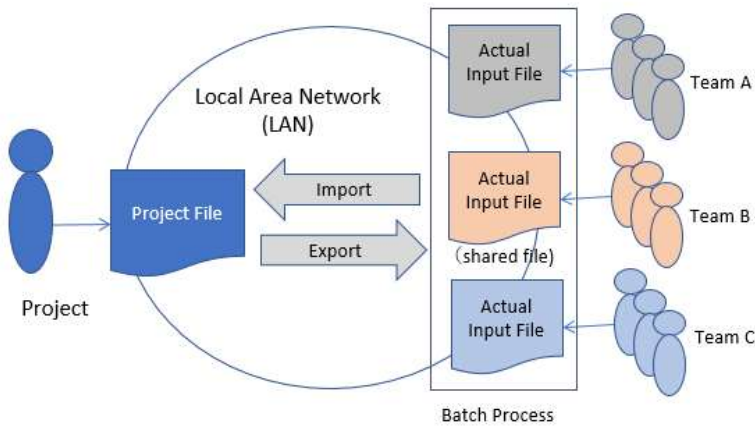 Actual
Input File
Team A
Local Area Network
(LAN)
Import
Project File
Export
Actual
Input File
(shared file)
Team B
Project
Actual
Input File
Team C
Batch Process